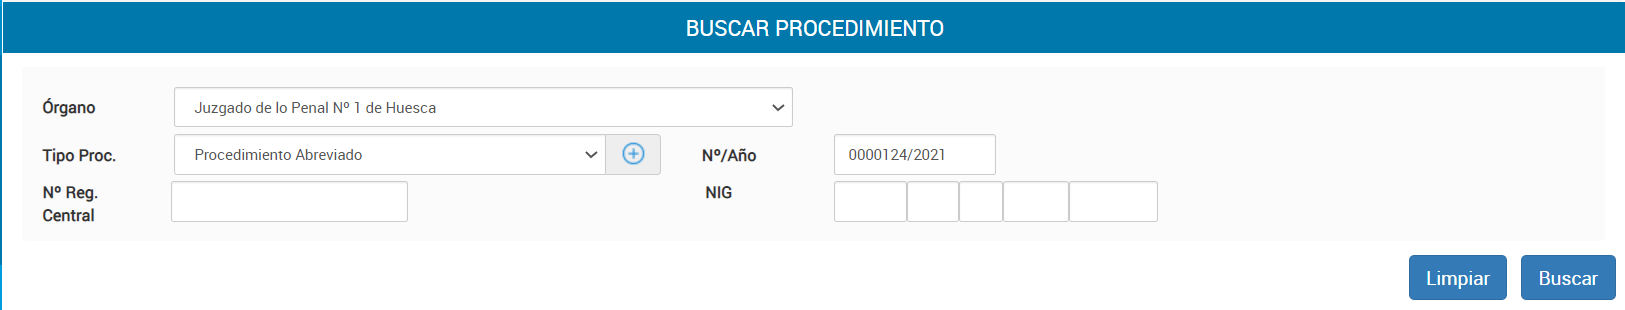 BUSCAR PROCEDIMIENTO
Órgano
Juzgado de lo Penal Nº 1 de Huesca
Tipo Proc.
Procedimiento Abreviado
Nº/Año
0000124/2021
Nº Reg.
Central
NIG
Limpiar
Buscar